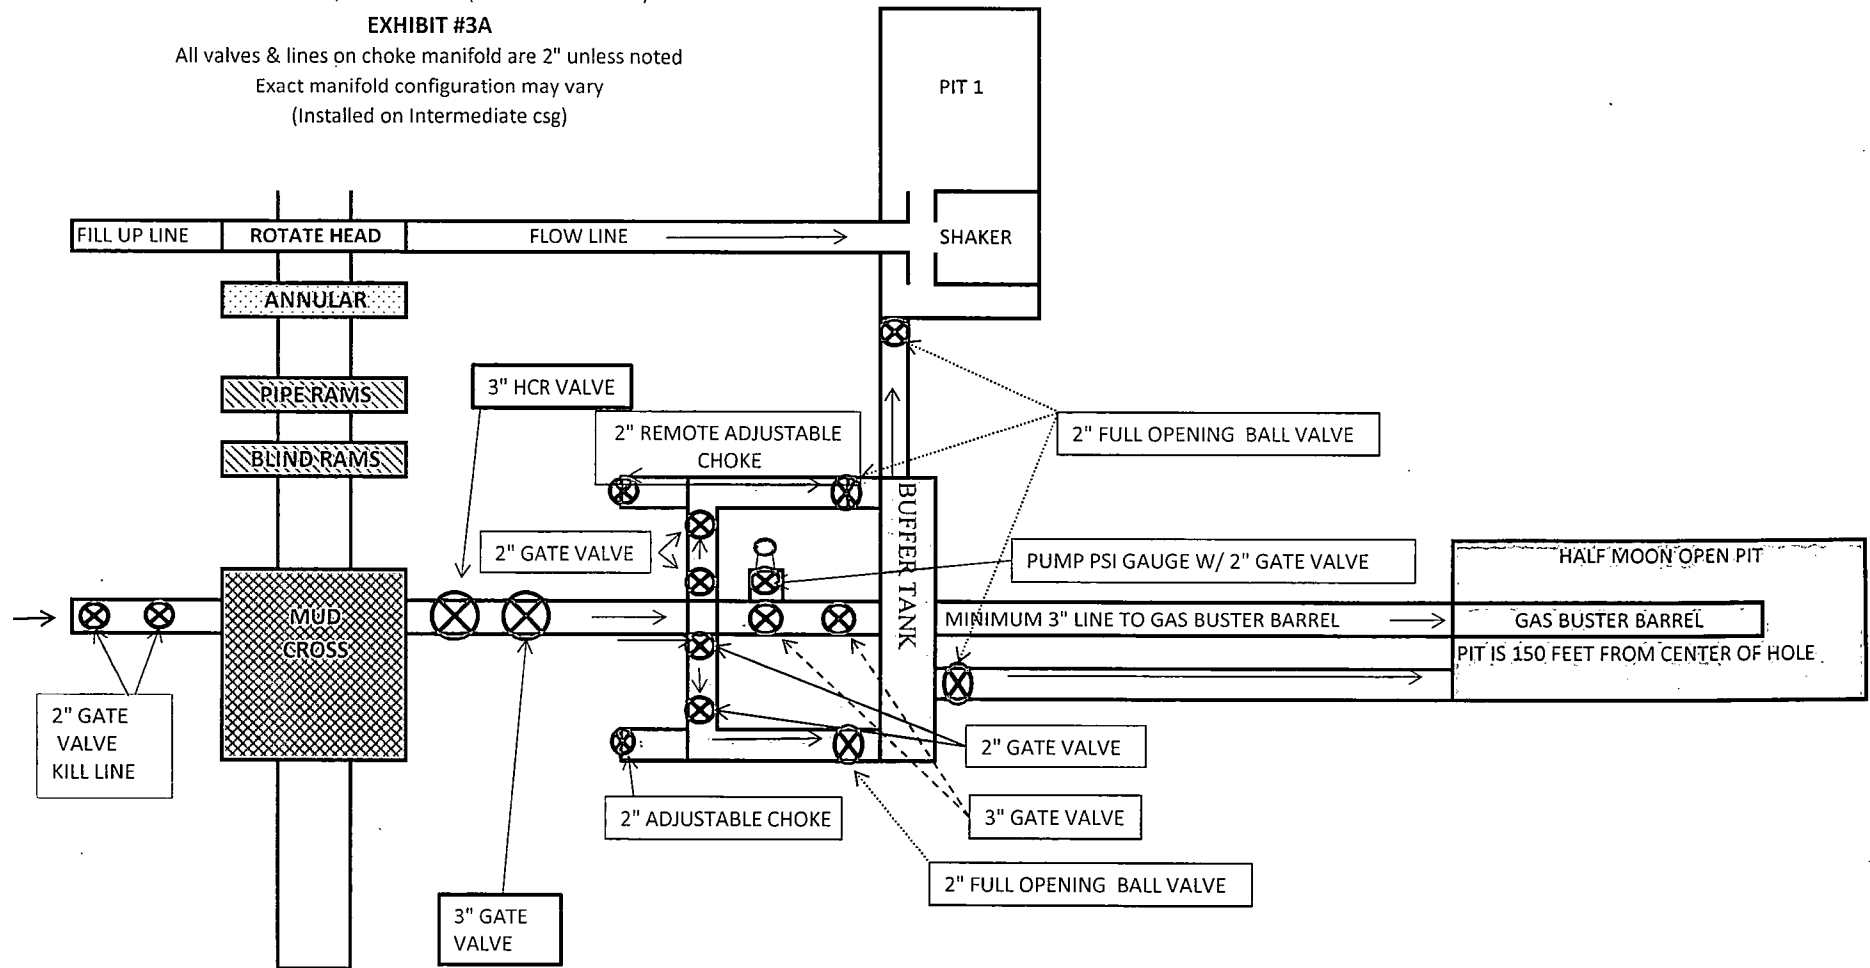 EXHIBIT #3A
All valves & lines on choke manifold are 2" unless noted
Exact manifold configuration may vary
(Installed on Intermediate csg)
PIT 1
FILL UP LINE
ROTATE HEAD
FLOW LINE
SHAKER
ANNULAR
PIPE RAMS
BLIND RAMS
3" HCR VALVE
2" REMOTE ADJUSTABLE
CHOKE
2" FULL OPENING BALL VALVE
2" GATE VALVE
BUFFER TANK
PUMP PSI GAUGE W/ 2" GATE VALVE
HALF MOON OPEN PIT
MUD
CROSS
MINIMUM 3" LINE TO GAS BUSTER BARREL
GAS BUSTER BARREL
PIT IS 150 FEET FROM CENTER OF HOLE
2" GATE
VALVE
KILL LINE
2" GATE VALVE
2" ADJUSTABLE CHOKE
3" GATE VALVE
2" FULL OPENING BALL VALVE
3" GATE
VALVE